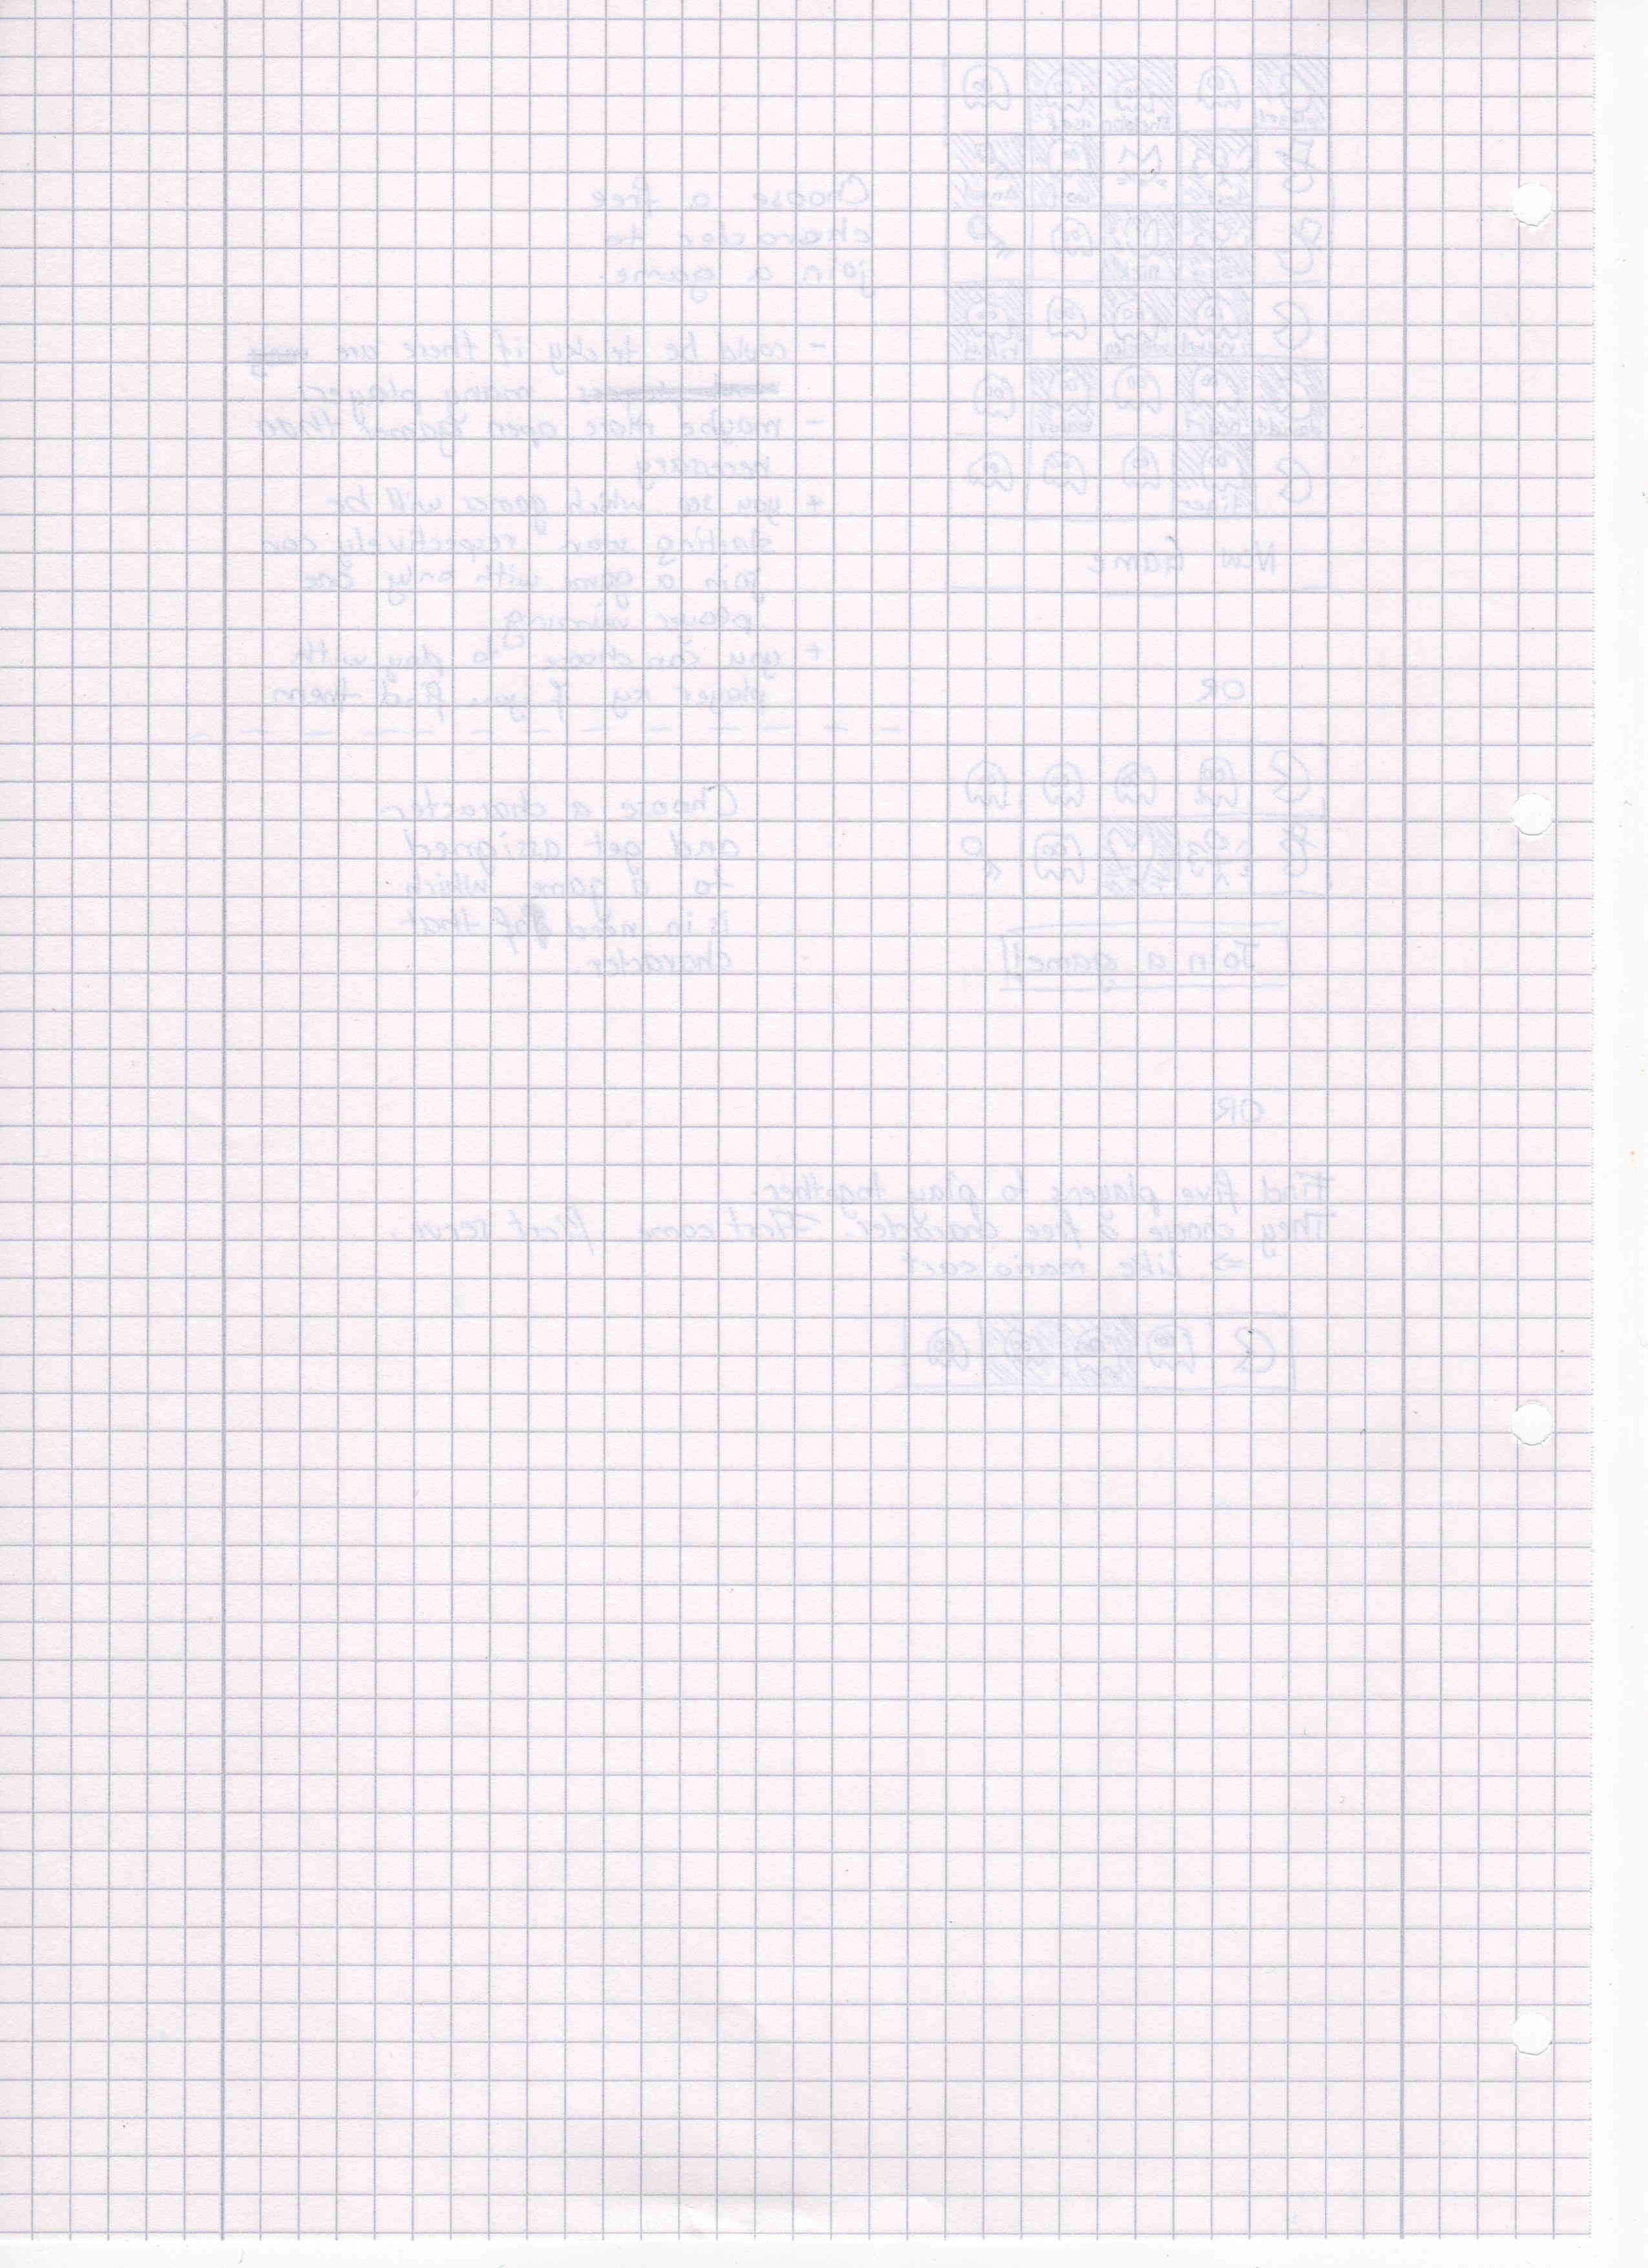 Choose a free
character to
join a game.
- could be tricky if there are
many players
- maybe more open games than
necessary
+ you see which games will be
starting soon respectively can
join a game with only one
player missing
+ you can choose to play with
player xy if you find them
New Game
OR
Choose a character
and get assigned
to a game which
is in need of that
character
Join a game!
OR
Find five players to play together.
They choose a free character. First come first serve.
=> Like mario cart